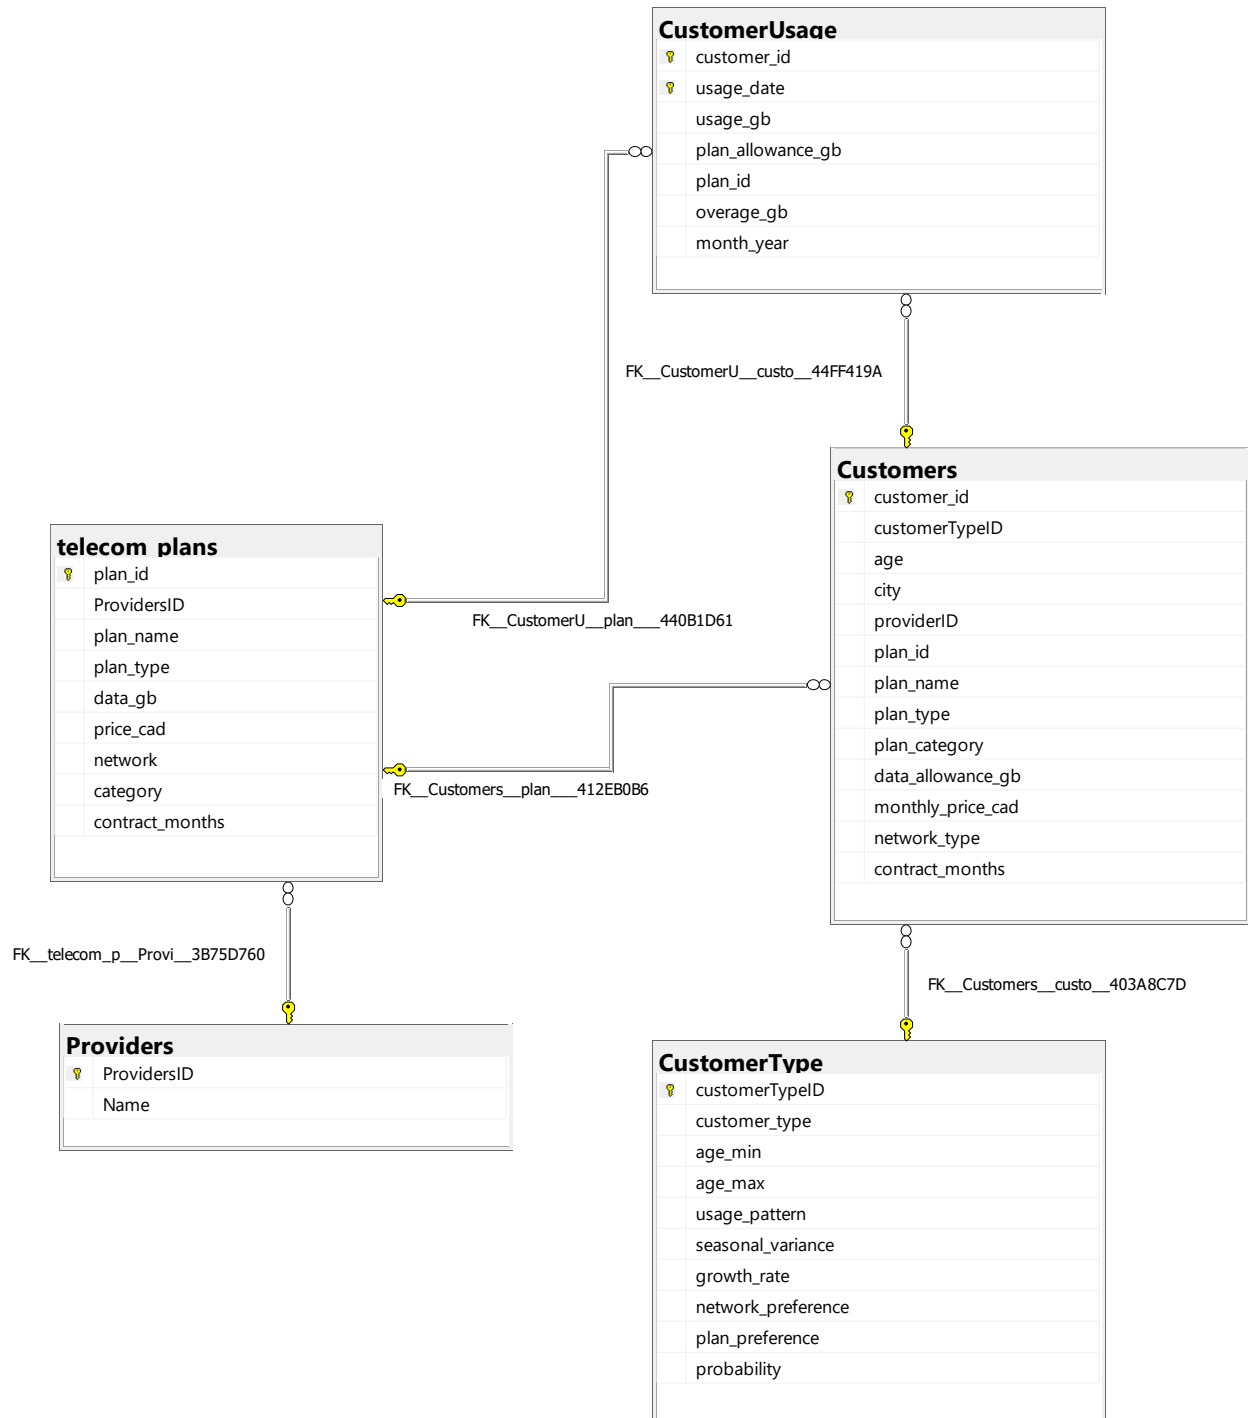 CustomerUsage
customer_id
usage_date
usage_gb
plan_allowance_gb
plan_id
overage_gb
month_year
FK__CustomerU__custo__44FF419A
Customers
customer_id
customerTypeID
age
city
providerID
plan_id
plan_name
plan_type
plan_category
data_allowance_gb
monthly_price_cad
network_type
contract_months
telecom_plans
plan_id
ProvidersID
plan_name
plan_type
data_gb
price_cad
network
category
contract_months
FK__CustomerU__plan___440B1D61
FK__Customers__plan___412EB0B6
FK__telecom_p__Provi__3B75D760
FK__Customers__custo__403A8C7D
Providers
ProvidersID
Name
CustomerType
customerTypeID
customer_type
age_min
age_max
usage_pattern
seasonal_variance
growth_rate
network_preference
plan_preference
probability